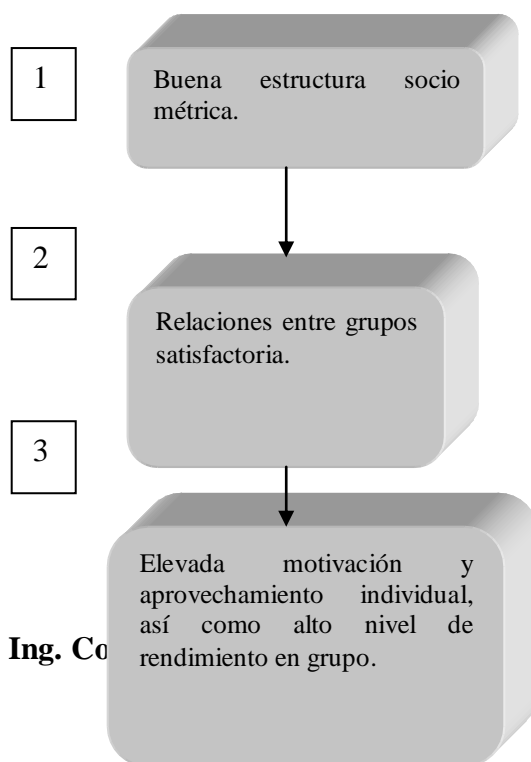 1
Buena estructura socio
métrica.
2
Relaciones entre grupos
satisfactoria.
3
Elevada motivación y
aprovechamiento individual,
así como alto nivel de
rendimiento en grupo.
Ing.